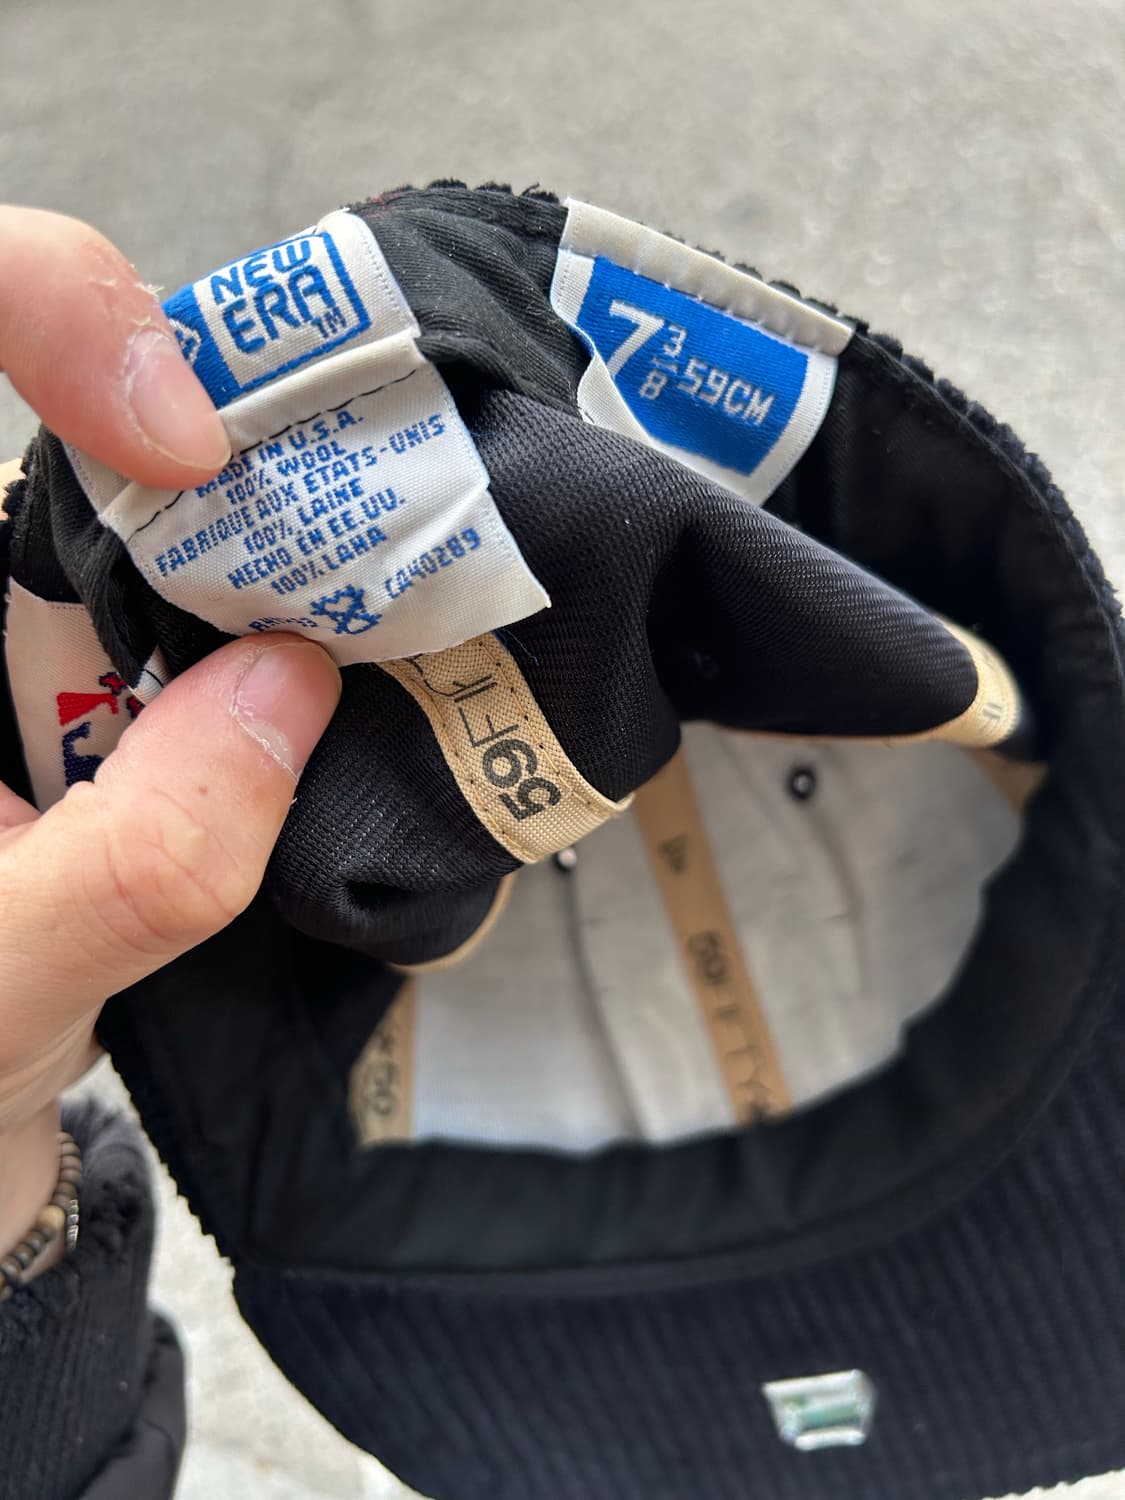 NEW
ERA
TM
MADE IN U.S.A.
100% WOOL
FABRIQUE AUX ETATS-UNIS
100% LAINE
HECHO EN EE.UU.
100% LANA
CA40289
7 3/8 59CM
59FI
59FIFTY